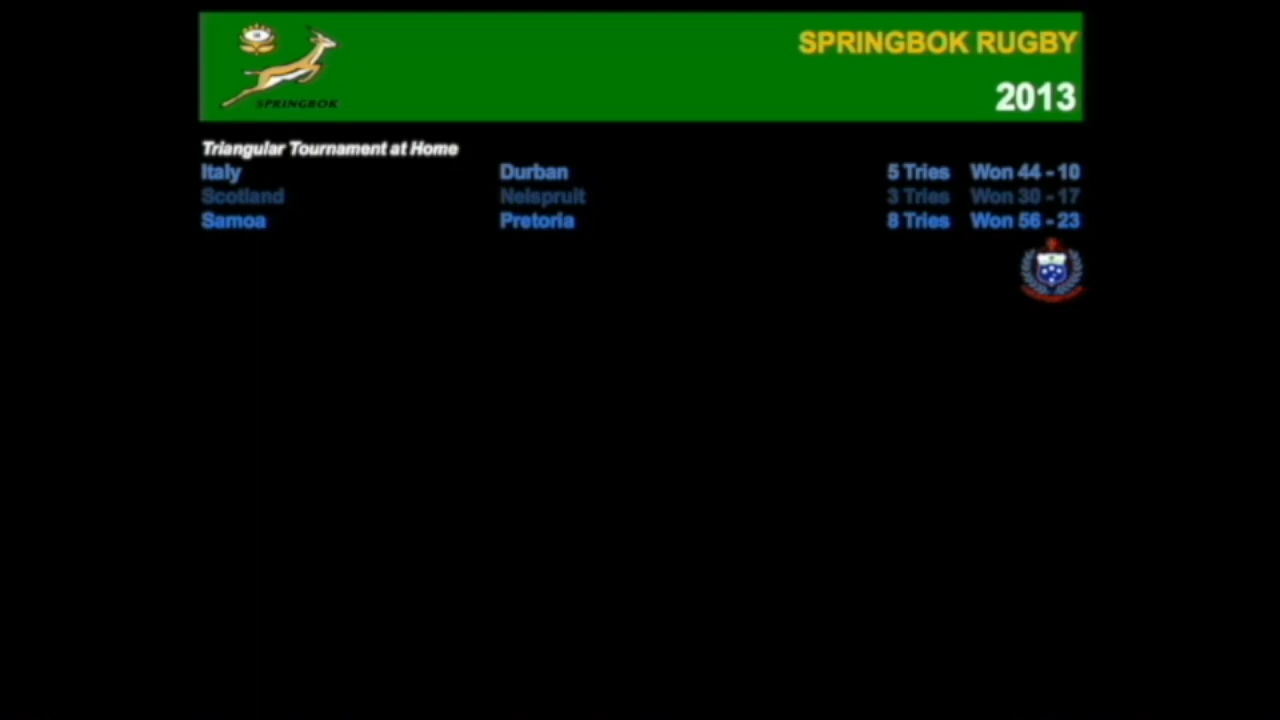 SPRINGBOK RUGBY
2013
SPRINGBOK
Triangular Tournament at Home
Italy Durban 5 Tries Won 44 - 10
Scotland Nelspruit 3 Tries Won 30 - 17
Samoa Pretoria 8 Tries Won 56 - 23